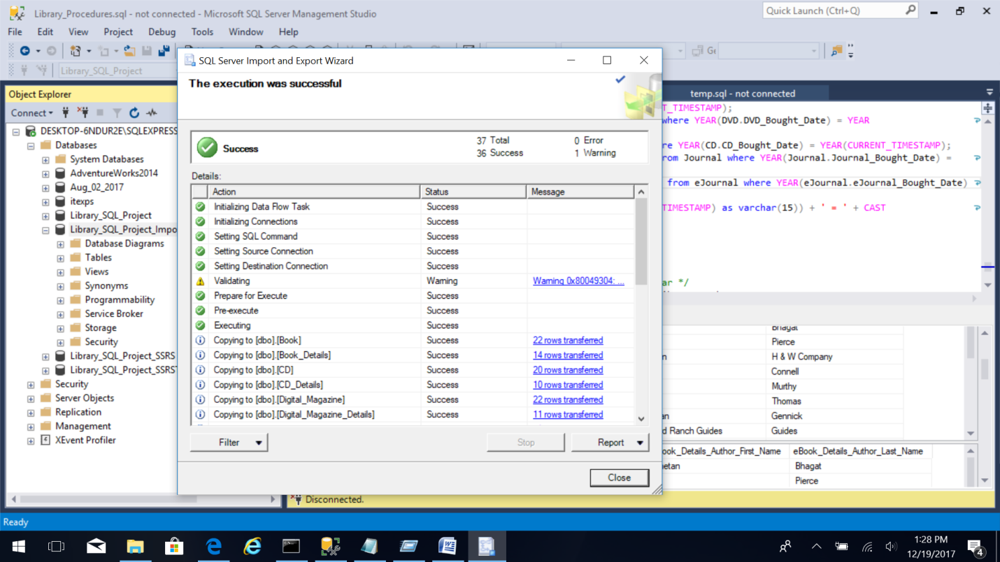 Library_Procedures.sql - not connected - Microsoft SQL Server Management Studio
Quick Launch (Ctrl+Q)
File Edit View Project Debug Tools Window Help
Library_SQL_Project
SQL Server Import and Export Wizard
The execution was successful
Success
37 Total 0 Error
36 Success 1 Warning
Details:
Action Status Message
Initializing Data Flow Task Success
Initializing Connections Success
Setting SQL Command Success
Setting Source Connection Success
Setting Destination Connection Success
Validating Warning Warning 0x80049304: ...
Prepare for Execute Success
Pre-execute Success
Executing Success
Copying to [dbo].[Book] Success 22 rows transferred
Copying to [dbo].[Book_Details] Success 14 rows transferred
Copying to [dbo].[CD] Success 20 rows transferred
Copying to [dbo].[CD_Details] Success 10 rows transferred
Copying to [dbo].[Digital_Magazine] Success 22 rows transferred
Copying to [dbo].[Digital_Magazine_Details] Success 11 rows transferred
Filter Stop Report
Close
Object Explorer
Connect
DESKTOP-6NDUR2E\SQLEXPRESS
Databases
System Databases
AdventureWorks2014
Aug_02_2017
itexps
Library_SQL_Project
Library_SQL_Project_Impo
Database Diagrams
Tables
Views
Synonyms
Programmability
Service Broker
Storage
Security
Library_SQL_Project_SSRS
Library_SQL_Project_SSRS
Security
Server Objects
Replication
Management
XEvent Profiler
temp.sql - not connected
T_TIMESTAMP);
where YEAR(DVD.DVD_Bought_Date) = YEAR
re YEAR(CD.CD_Bought_Date) = YEAR(CURRENT_TIMESTAMP);
rom Journal where YEAR(Journal.Journal_Bought_Date) =
from eJournal where YEAR(eJournal.eJournal_Bought_Date)
TIMESTAMP) as varchar(15)) + ' = ' + CAST
ar */
Bhagat
Pierce
n H & W Company
Connell
Murthy
Thomas
an Gennick
d Ranch Guides Guides
ook_Details_Author_First_Name eBook_Details_Author_Last_Name
etan Bhagat
Pierce
Disconnected.
Ready
1:28 PM
12/19/2017
4